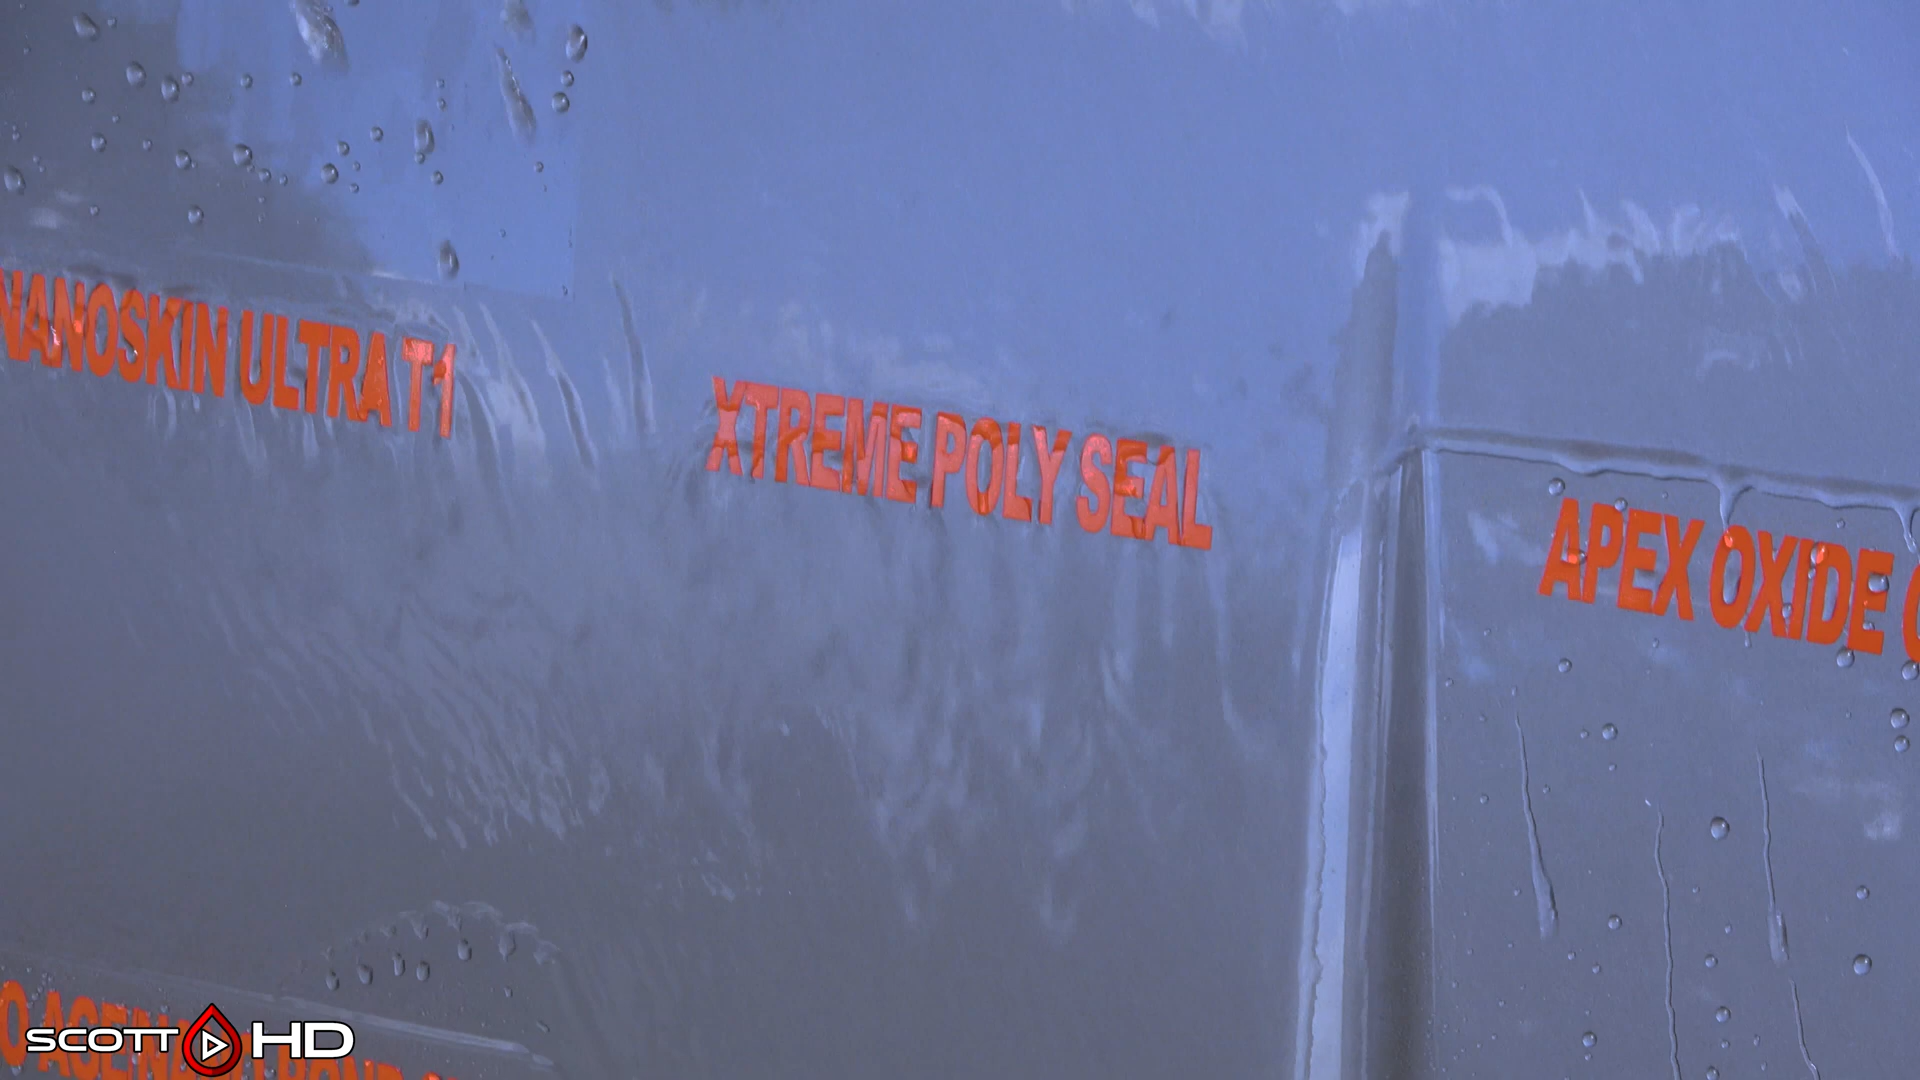 NANOSKIN ULTRA T1
XTREME POLY SEAL
APEX OXIDE
SCOTT HD